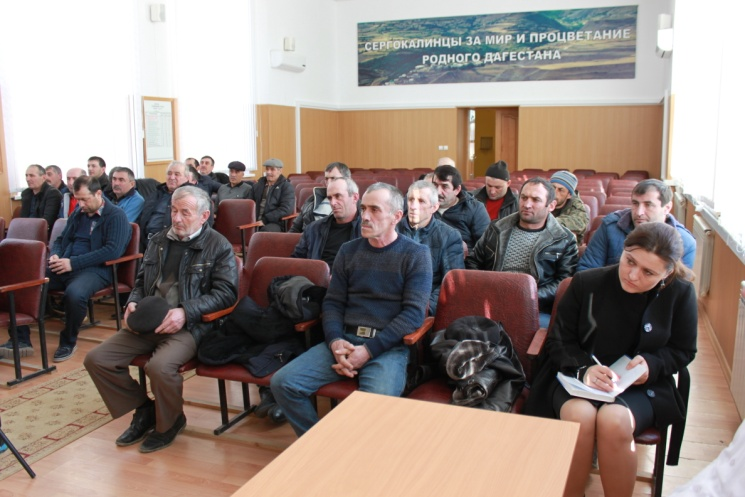 СЕРГОКАЛИНЦЫ ЗА МИР И ПРОЦВЕТАНИЕ
РОДНОГО ДАГЕСТАНА